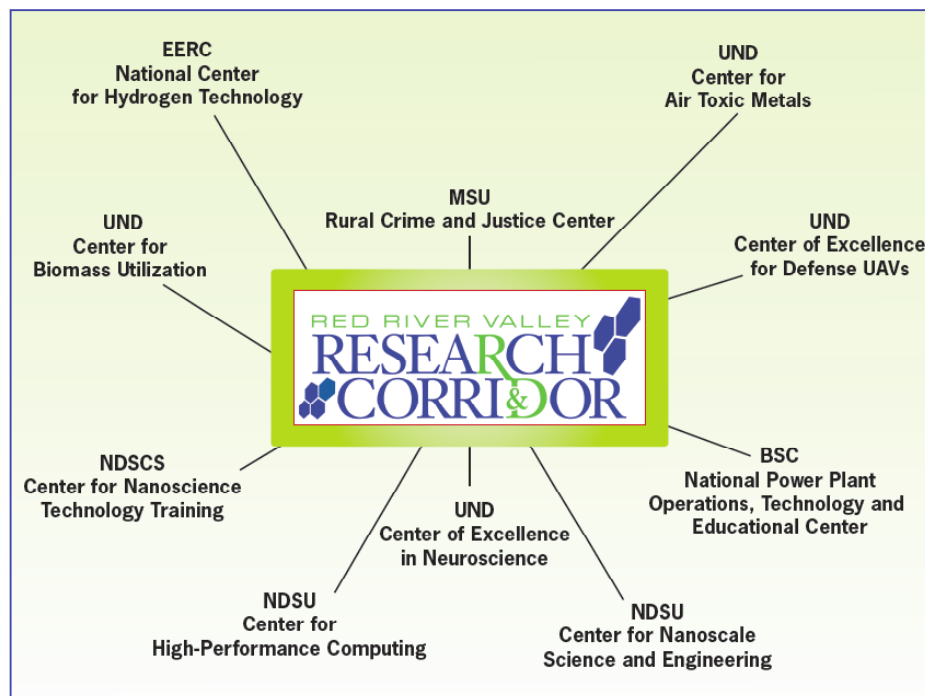 EERC
National Center
for Hydrogen Technology
UND
Center for
Air Toxic Metals
MSU
Rural Crime and Justice Center
UND
Center for
Biomass Utilization
UND
Center of Excellence
for Defense UAVs
RED RIVER VALLEY
RESEARCH
& CORRIDOR
NDSCS
Center for Nanoscience
Technology Training
BSC
National Power Plant
Operations, Technology and
Educational Center
UND
Center of Excellence
in Neuroscience
NDSU
Center for
High-Performance Computing
NDSU
Center for Nanoscale
Science and Engineering